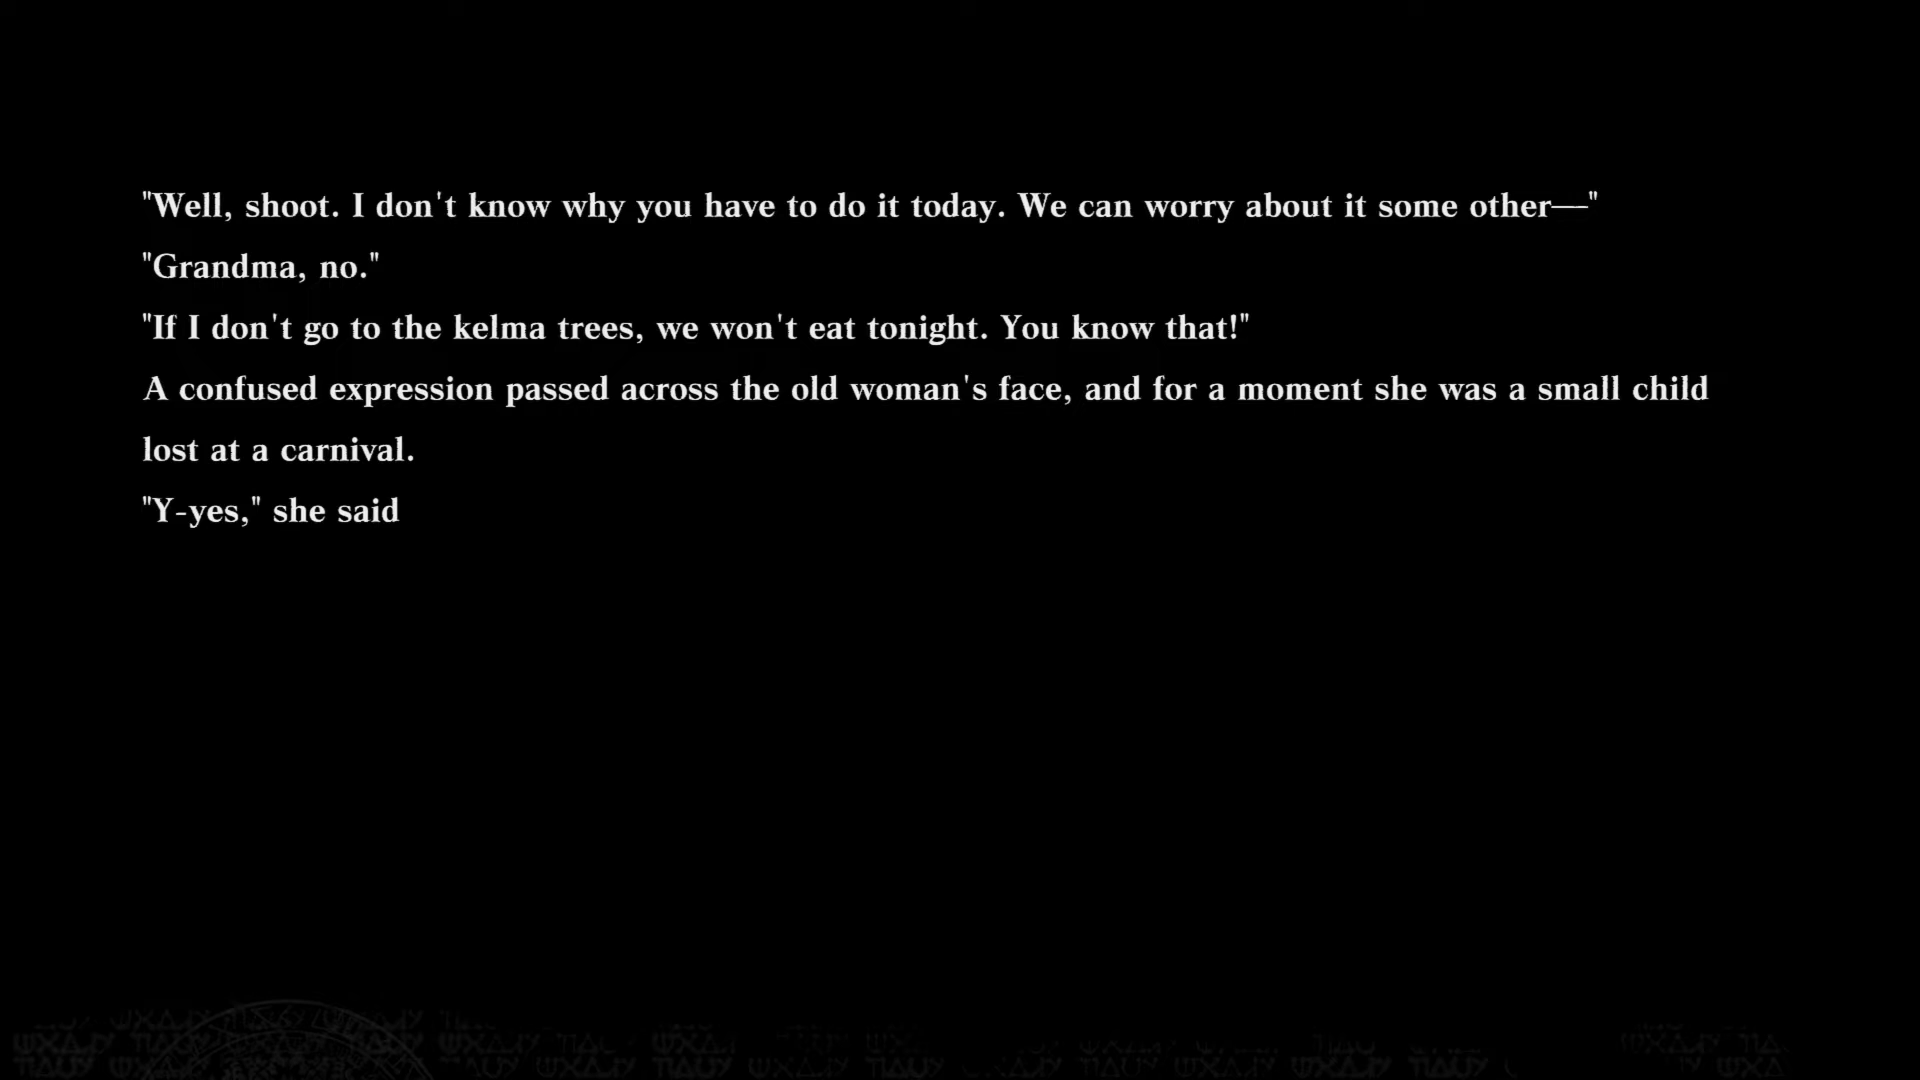 "Well, shoot. I don't know why you have to do it today. We can worry about it some other—-"
"Grandma, no."
"If I don't go to the kelma trees, we won't eat tonight. You know that!"
A confused expression passed across the old woman's face, and for a moment she was a small child
lost at a carnival.
"Y-yes," she said